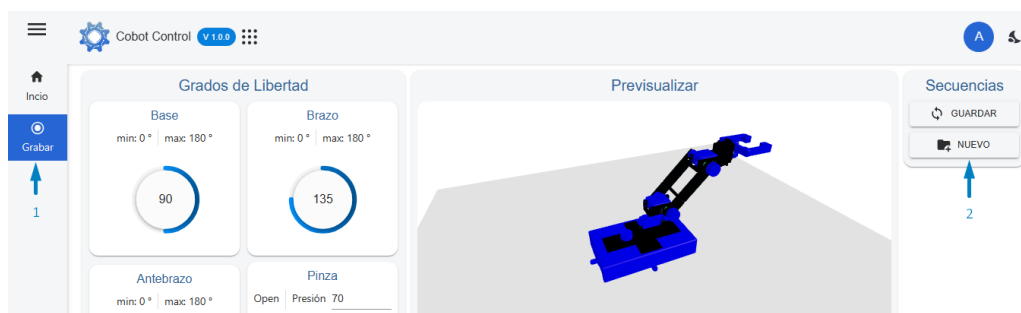 Cobot Control V 1.0.0
A
Incio
Grabar
1
Grados de Libertad
Base
min: 0 ° max: 180 °
90
Brazo
min: 0 ° max: 180 °
135
Antebrazo
min: 0 ° max: 180 °
Pinza
Open Presión 70
Previsualizar
Secuencias
GUARDAR
NUEVO
2